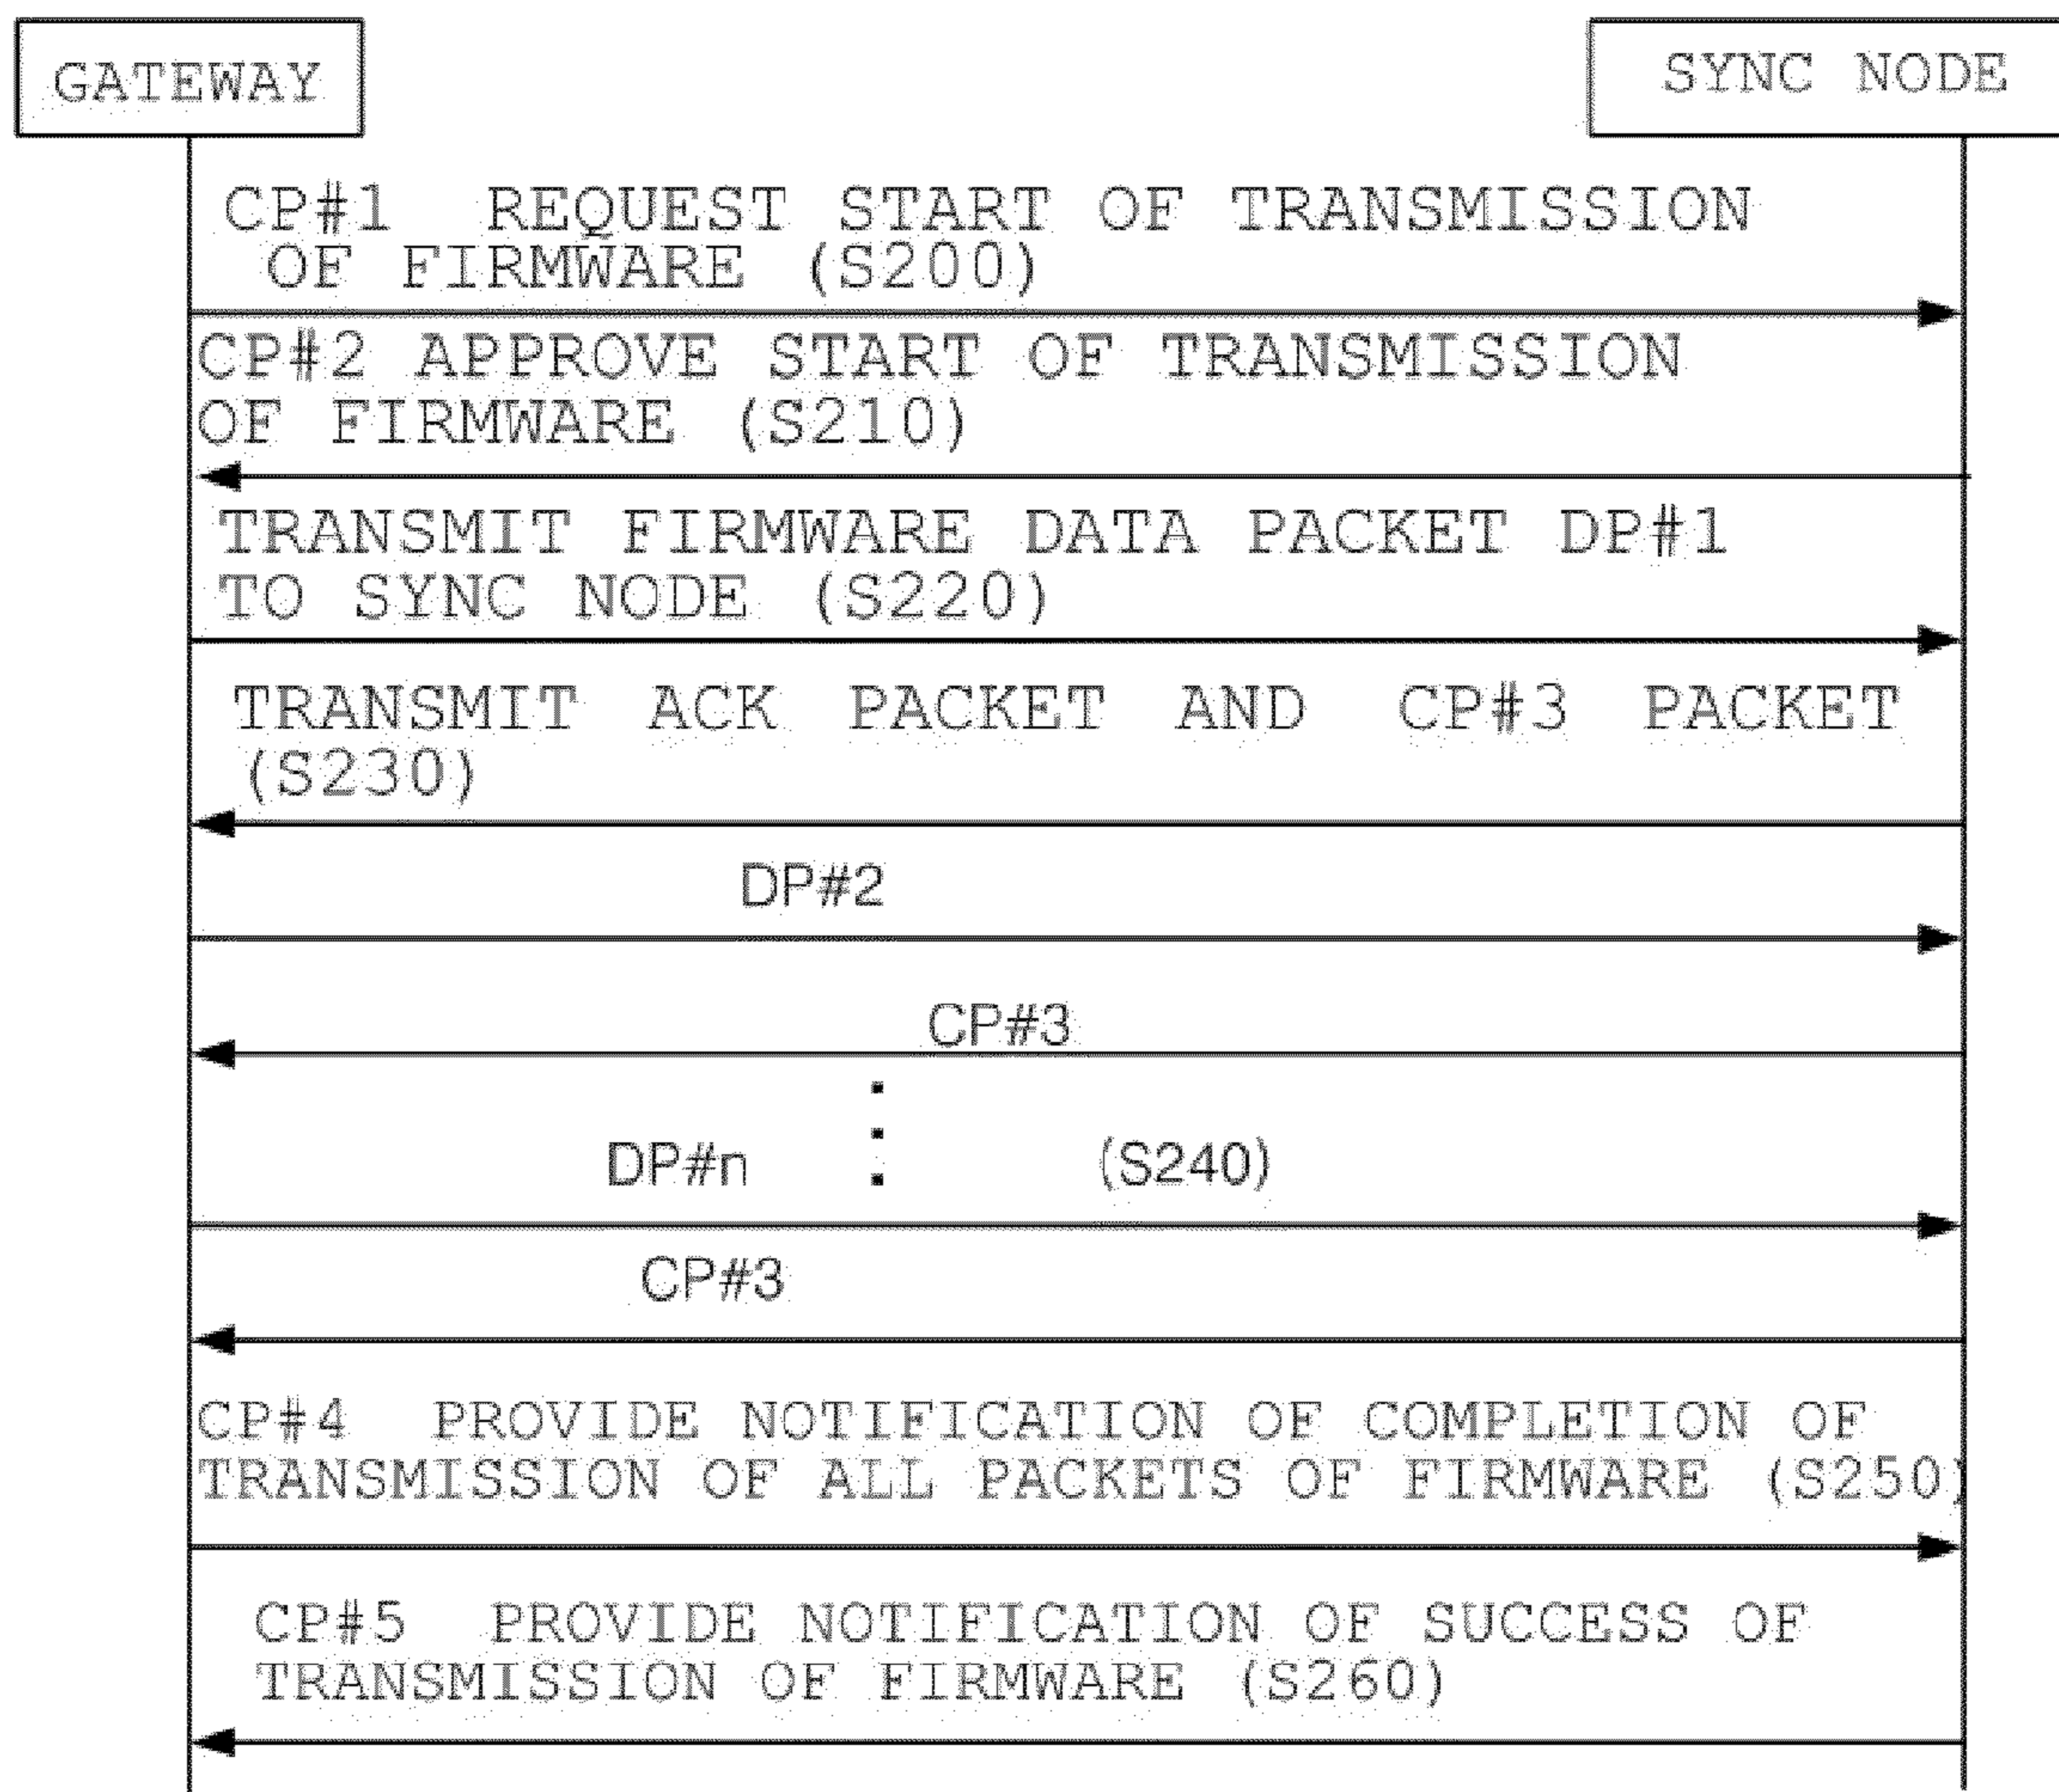 GATEWAY
SYNC NODE
CP#1 REQUEST START OF TRANSMISSION
OF FIRMWARE (S200)
CP#2 APPROVE START OF TRANSMISSION
OF FIRMWARE (S210)
TRANSMIT FIRMWARE DATA PACKET DP#1
TO SYNC NODE (S220)
TRANSMIT ACK PACKET AND CP#3 PACKET
(S230)
DP#2
CP#3
DP#n (S240)
CP#3
CP#4 PROVIDE NOTIFICATION OF COMPLETION OF
TRANSMISSION OF ALL PACKETS OF FIRMWARE (S250)
CP#5 PROVIDE NOTIFICATION OF SUCCESS OF
TRANSMISSION OF FIRMWARE (S260)